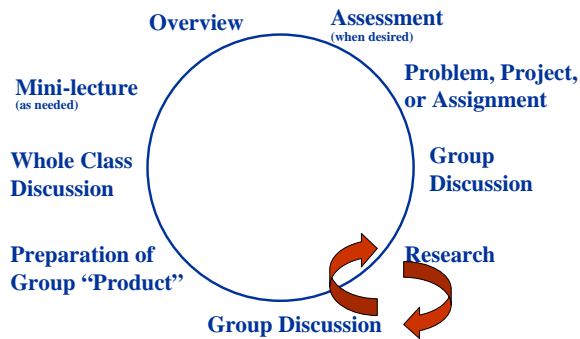 Overview
Assessment
(when desired)
Problem, Project,
or Assignment
Group
Discussion
Research
Group Discussion
Preparation of
Group “Product”
Whole Class
Discussion
Mini-lecture
(as needed)